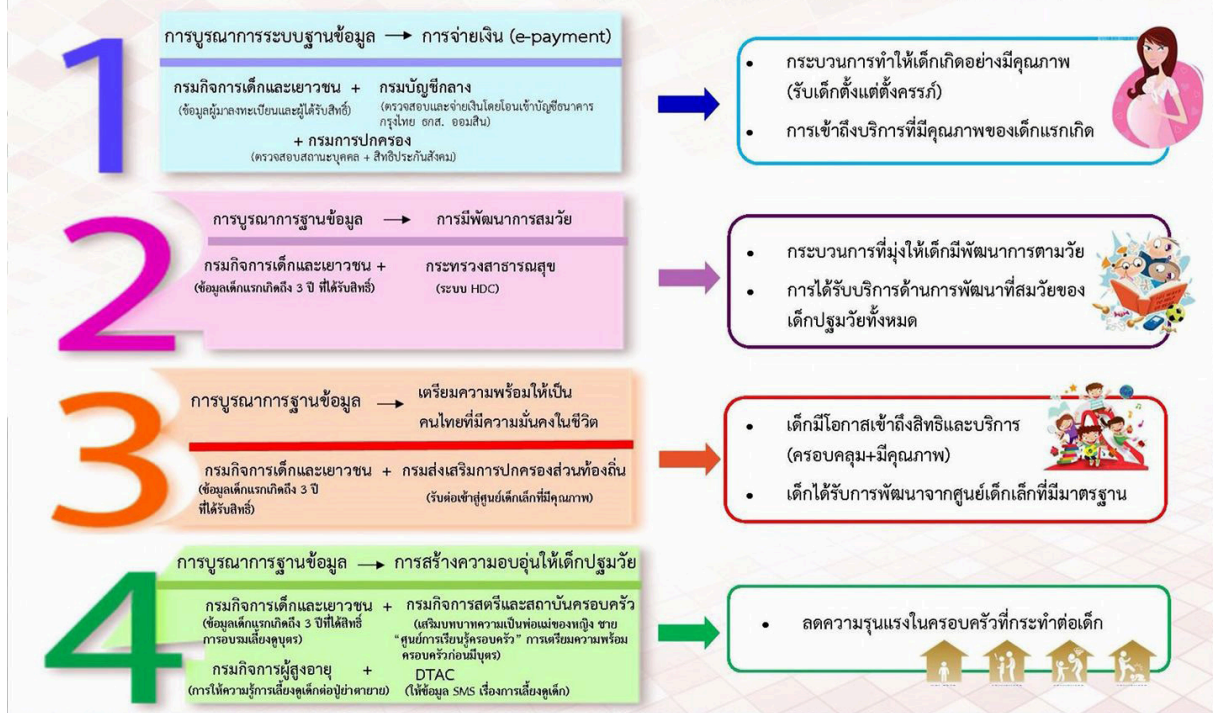 1
การบูรณาการระบบฐานข้อมูล → การจ่ายเงิน (e-payment)
กรมกิจการเด็กและเยาวชน + กรมบัญชีกลาง
(ข้อมูลผู้มาลงทะเบียนและผู้ได้รับสิทธิ์) (ตรวจสอบและจ่ายเงินโดยโอนเข้าบัญชีธนาคาร
กรุงไทย ธกส. ออมสิน)
+ กรมการปกครอง
(ตรวจสอบสถานะบุคคล + สิทธิประกันสังคม)
• กระบวนการทำให้เด็กเกิดอย่างมีคุณภาพ
(รับเด็กตั้งแต่ตั้งครรภ์)
• การเข้าถึงบริการที่มีคุณภาพของเด็กแรกเกิด
2
การบูรณาการฐานข้อมูล → การมีพัฒนาการสมวัย
กรมกิจการเด็กและเยาวชน + กระทรวงสาธารณสุข
(ข้อมูลเด็กแรกเกิดถึง 3 ปี ที่ได้รับสิทธิ์) (ระบบ HDC)
• กระบวนการที่มุ่งให้เด็กมีพัฒนาการตามวัย
• การได้รับบริการด้านการพัฒนาที่สมวัยของ
เด็กปฐมวัยทั้งหมด
3
การบูรณาการฐานข้อมูล → เตรียมความพร้อมให้เป็น
คนไทยที่มีความมั่นคงในชีวิต
กรมกิจการเด็กและเยาวชน + กรมส่งเสริมการปกครองส่วนท้องถิ่น
(ข้อมูลเด็กแรกเกิดถึง 3 ปี (รับต่อเข้าสู่ศูนย์เด็กเล็กที่มีคุณภาพ)
ที่ได้รับสิทธิ์)
• เด็กมีโอกาสเข้าถึงสิทธิและบริการ
(ครอบคลุม+มีคุณภาพ)
• เด็กได้รับการพัฒนาจากศูนย์เด็กเล็กที่มีมาตรฐาน
4
การบูรณาการฐานข้อมูล → การสร้างความอบอุ่นให้เด็กปฐมวัย
กรมกิจการเด็กและเยาวชน + กรมกิจการสตรีและสถาบันครอบครัว
(ข้อมูลเด็กแรกเกิดถึง 3 ปีที่ได้สิทธิ์ (เสริมบทบาทความเป็นพ่อแม่ของหญิง ชาย
การอบรมเลี้ยงดูบุตร) "ศูนย์การเรียนรู้ครอบครัว" การเตรียมความพร้อม
ครอบครัวก่อนมีบุตร)
กรมกิจการผู้สูงอายุ + DTAC
(การให้ความรู้การเลี้ยงดูเด็กต่อปู่ย่าตายาย) (ให้ข้อมูล SMS เรื่องการเลี้ยงดูเด็ก)
• ลดความรุนแรงในครอบครัวที่กระทำต่อเด็ก